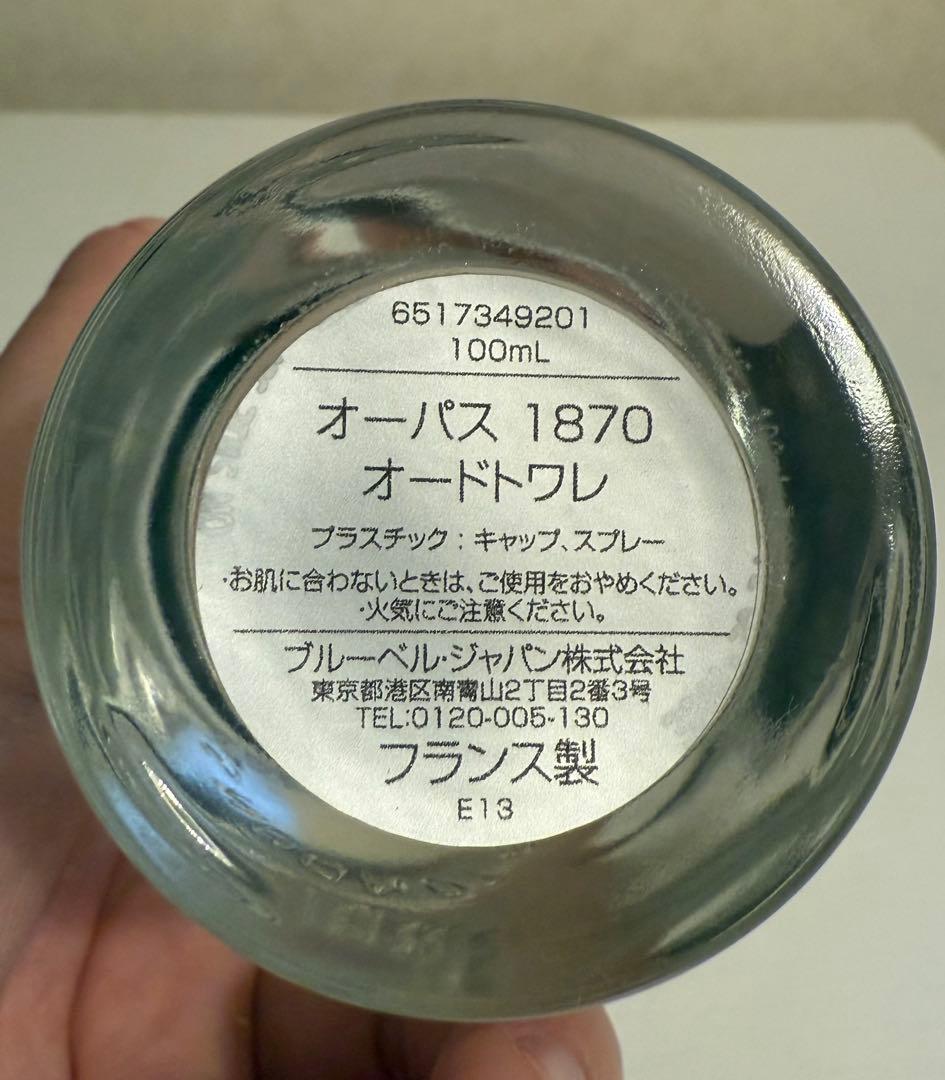 6517349201
100mL
オーパス 1870
オードトワレ
プラスチック : キャップ、スプレー
･お肌に合わないときは、ご使用をおやめください。
･火気にご注意ください。
ブルーベル･ジャパン株式会社
東京都港区南青山2丁目2番3号
TEL:0120-005-130
フランス製
E13